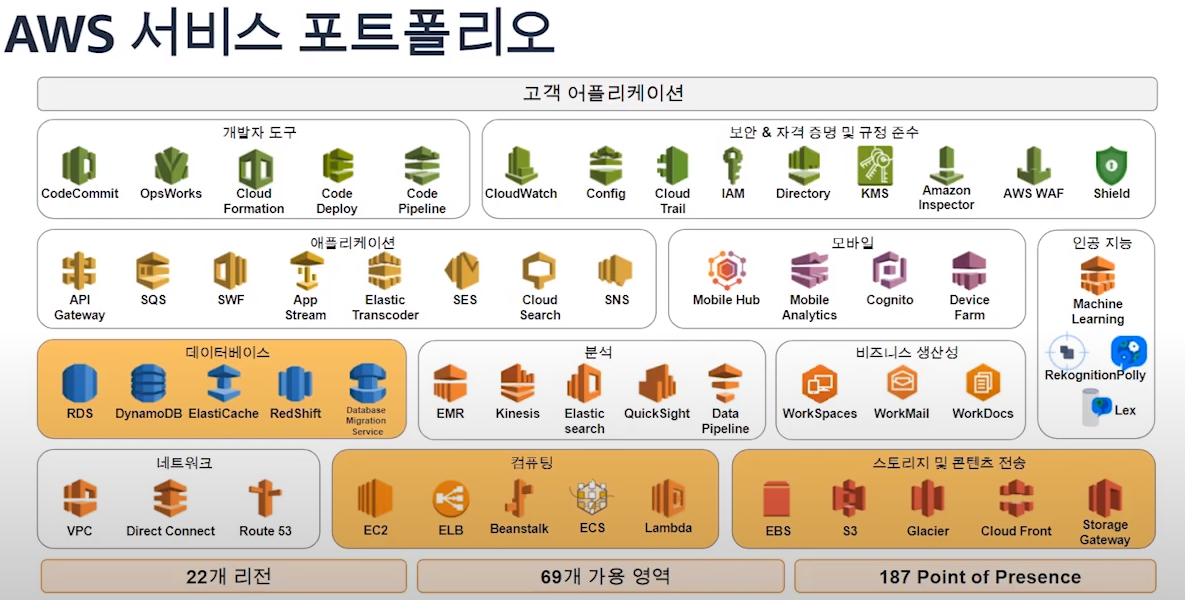 AWS 서비스 포트폴리오
고객 어플리케이션
개발자 도구
CodeCommit
OpsWorks
Cloud
Formation
Code
Deploy
Code
Pipeline
보안 & 자격 증명 및 규정 준수
CloudWatch
Config
Cloud
Trail
IAM
Directory
KMS
Amazon
Inspector
AWS WAF
Shield
애플리케이션
API
Gateway
SQS
SWF
App
Stream
Elastic
Transcoder
SES
Cloud
Search
SNS
모바일
Mobile Hub
Mobile
Analytics
Cognito
Device
Farm
인공 지능
Machine
Learning
Rekognition
Polly
Lex
데이터베이스
RDS
DynamoDB
ElastiCache
RedShift
Database
Migration
Service
분석
EMR
Kinesis
Elastic
search
QuickSight
Data
Pipeline
비즈니스 생산성
WorkSpaces
WorkMail
WorkDocs
네트워크
VPC
Direct Connect
Route 53
컴퓨팅
EC2
ELB
Beanstalk
ECS
Lambda
스토리지 및 콘텐츠 전송
EBS
S3
Glacier
Cloud Front
Storage
Gateway
22개 리전
69개 가용 영역
187 Point of Presence